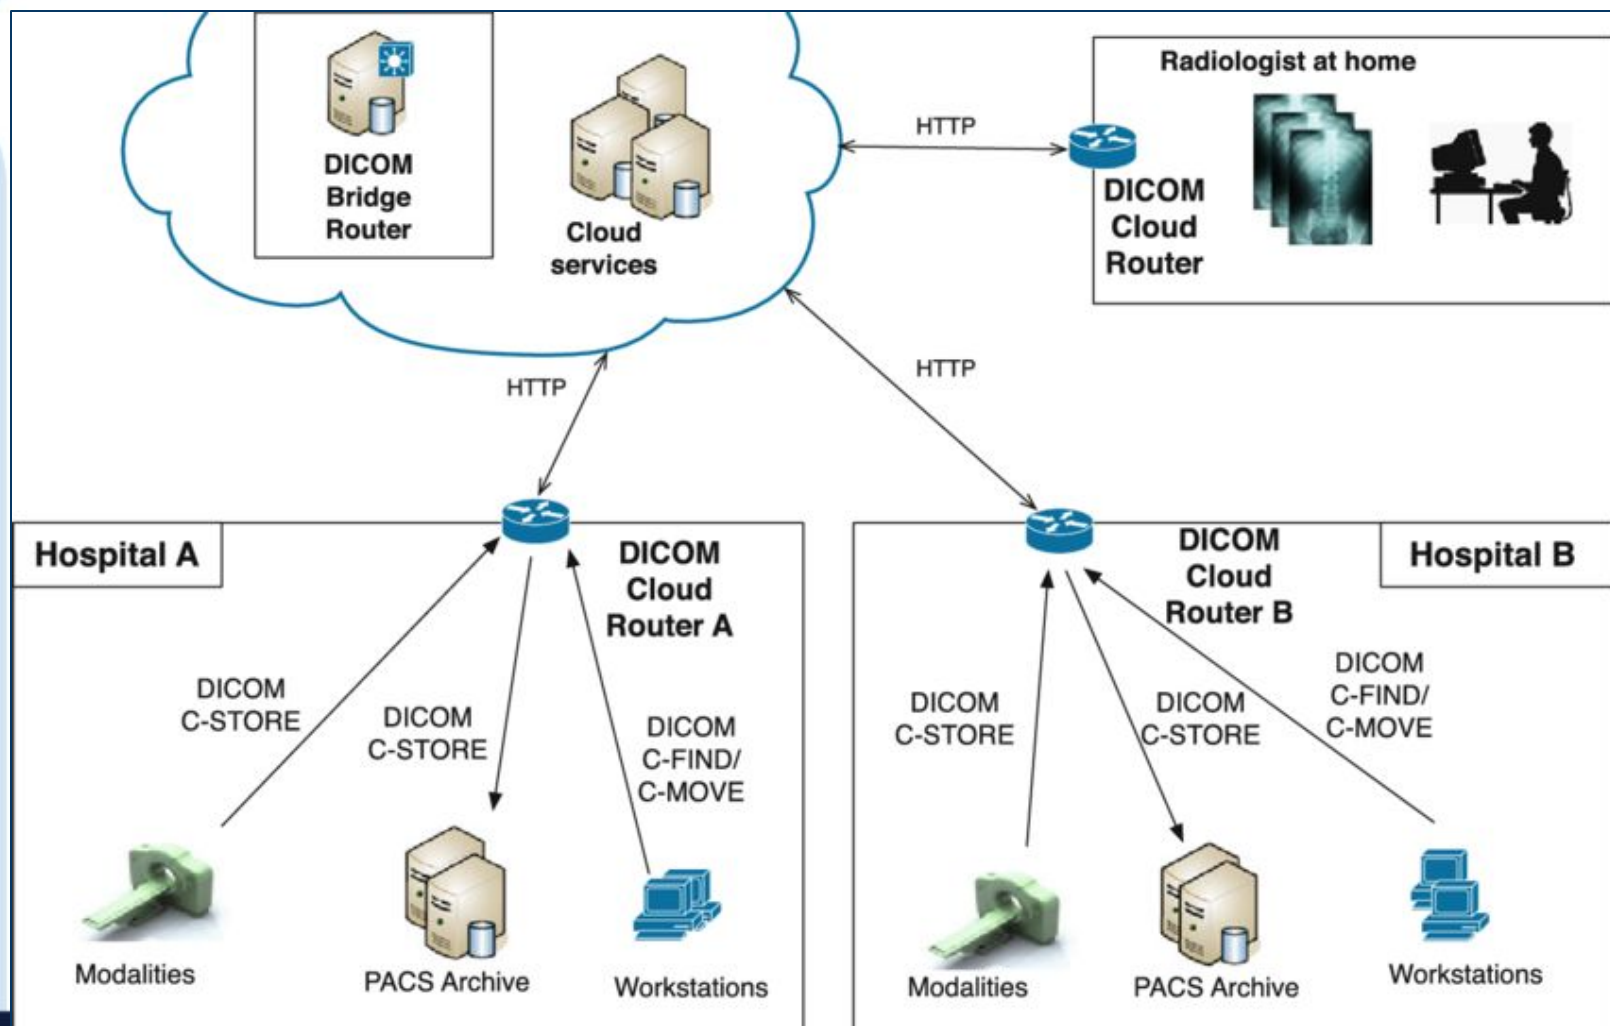 DICOM
Bridge
Router
Cloud
services
HTTP
Radiologist at home
DICOM
Cloud
Router
HTTP
HTTP
Hospital A
DICOM
Cloud
Router A
DICOM
C-STORE
DICOM
C-STORE
DICOM
C-FIND/
C-MOVE
Modalities
PACS Archive
Workstations
DICOM
Cloud
Router B
Hospital B
DICOM
C-STORE
DICOM
C-STORE
DICOM
C-FIND/
C-MOVE
Modalities
PACS Archive
Workstations